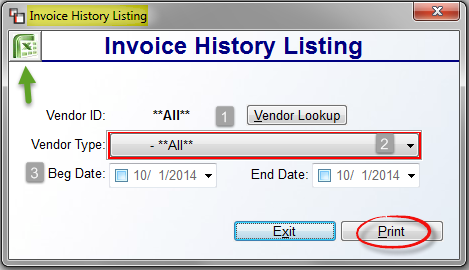 Invoice History Listing
Invoice History Listing
Vendor ID: **All** 1 Vendor Lookup
Vendor Type: - **All** 2
3 Beg Date: 10/ 1/2014 End Date: 10/ 1/2014
Exit Print